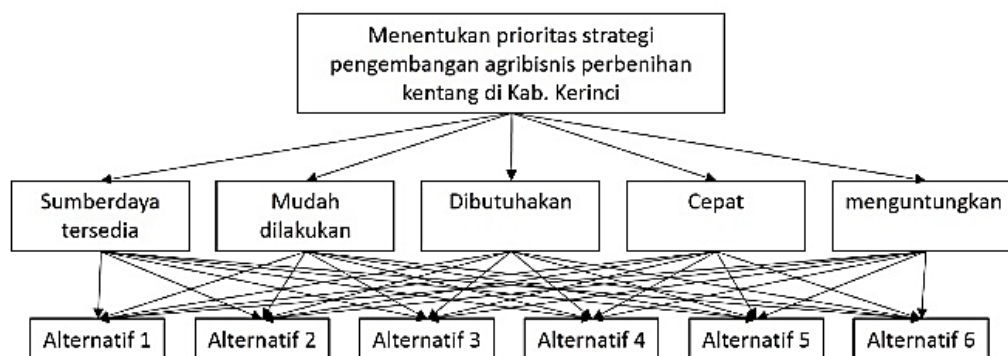 Menentukan prioritas strategi
pengembangan agribisnis perbenihan
kentang di Kab. Kerinci
Sumberdaya
tersedia
Mudah
dilakukan
Dibutuhakan
Cepat
menguntungkan
Alternatif 1
Alternatif 2
Alternatif 3
Alternatif 4
Alternatif 5
Alternatif 6